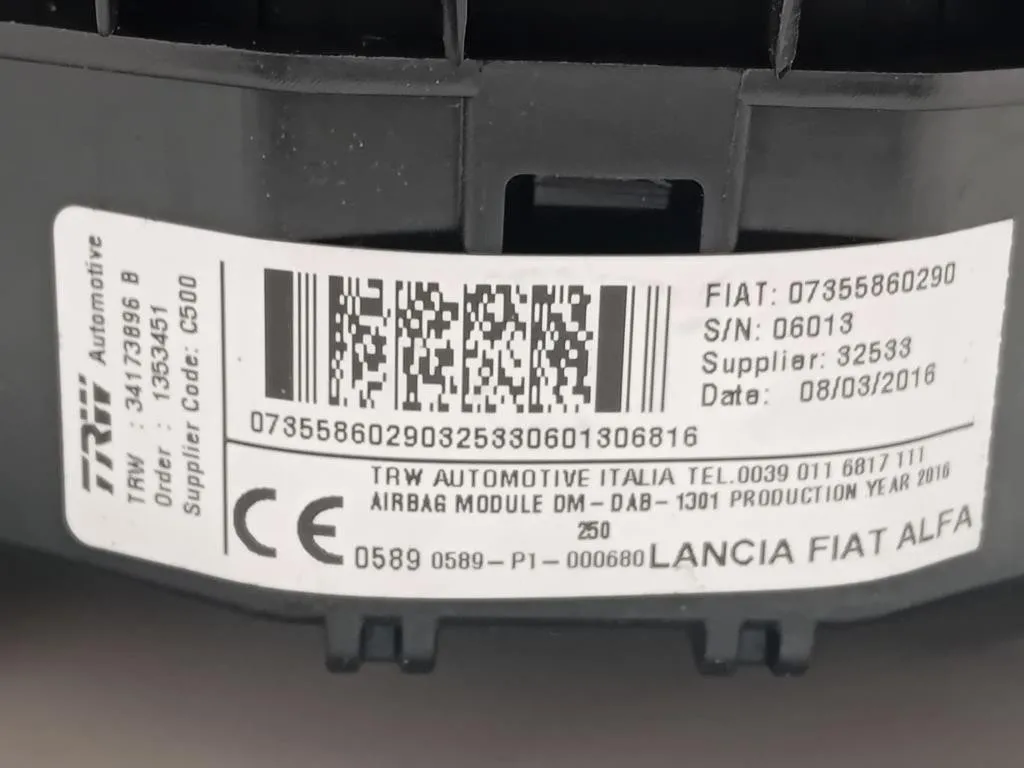 TRW Automotive
TRW : 34173896 B
Order : 1353451
Supplier Code: C500
FIAT: 07355860290
S/N: 06013
Supplier: 32533
Date: 08/03/2016
07355860290325330601306816
TRW AUTOMOTIVE ITALIA TEL.0039 011 6817 111
AIRBAG MODULE DM-DAB-1301 PRODUCTION YEAR 2016
250
CE 0589 0589-P1-000680 LANCIA FIAT ALFA